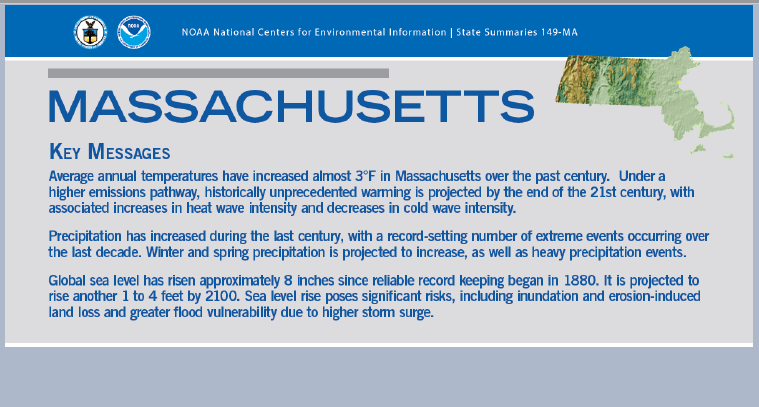 NOAA
NOAA National Centers for Environmental Information | State Summaries 149-MA
MASSACHUSETTS
KEY MESSAGES
Average annual temperatures have increased almost 3°F in Massachusetts over the past century. Under a
higher emissions pathway, historically unprecedented warming is projected by the end of the 21st century, with
associated increases in heat wave intensity and decreases in cold wave intensity.
Precipitation has increased during the last century, with a record-setting number of extreme events occurring over
the last decade. Winter and spring precipitation is projected to increase, as well as heavy precipitation events.
Global sea level has risen approximately 8 inches since reliable record keeping began in 1880. It is projected to
rise another 1 to 4 feet by 2100. Sea level rise poses significant risks, including inundation and erosion-induced
land loss and greater flood vulnerability due to higher storm surge.